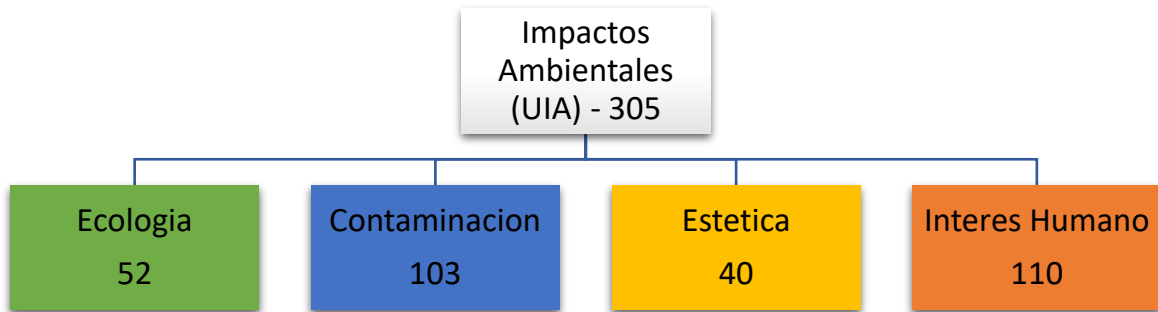 Impactos
Ambientales
(UIA) - 305
Ecologia
52
Contaminacion
103
Estetica
40
Interes Humano
110